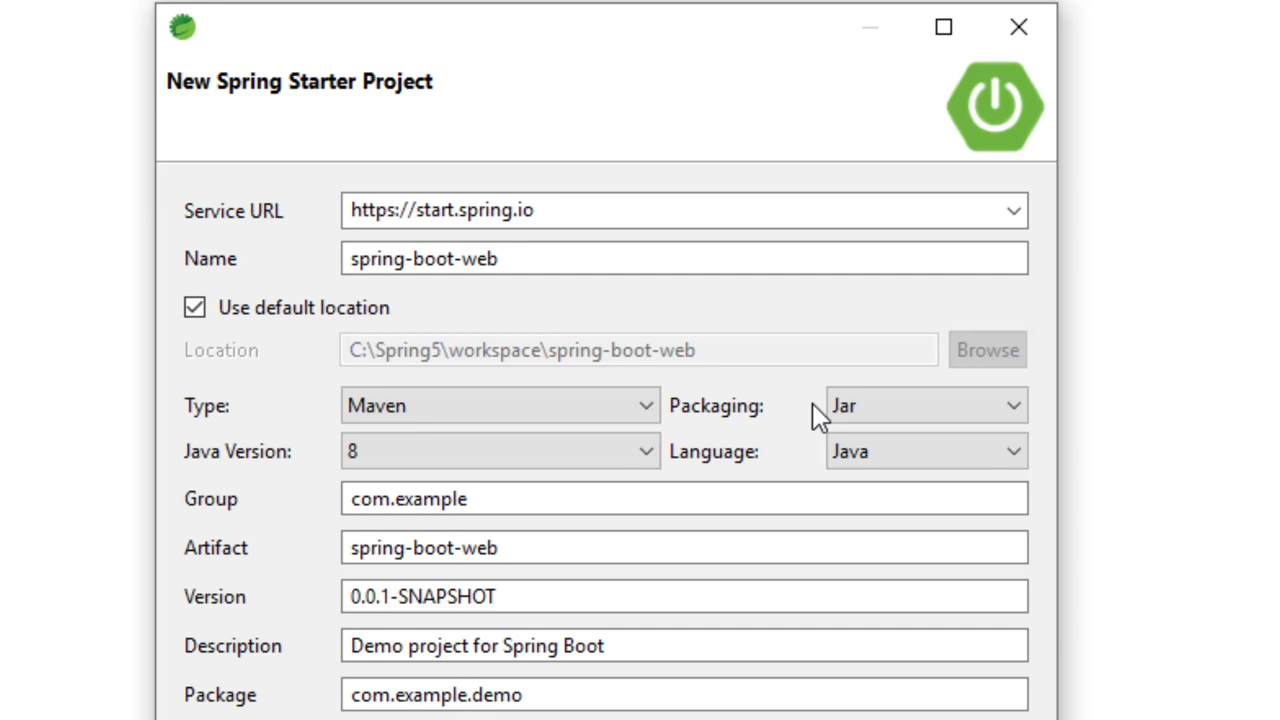 New Spring Starter Project
Service URL https://start.spring.io
Name spring-boot-web
Use default location
Location C:\Spring5\workspace\spring-boot-web Browse
Type: Maven Packaging: Jar
Java Version: 8 Language: Java
Group com.example
Artifact spring-boot-web
Version 0.0.1-SNAPSHOT
Description Demo project for Spring Boot
Package com.example.demo